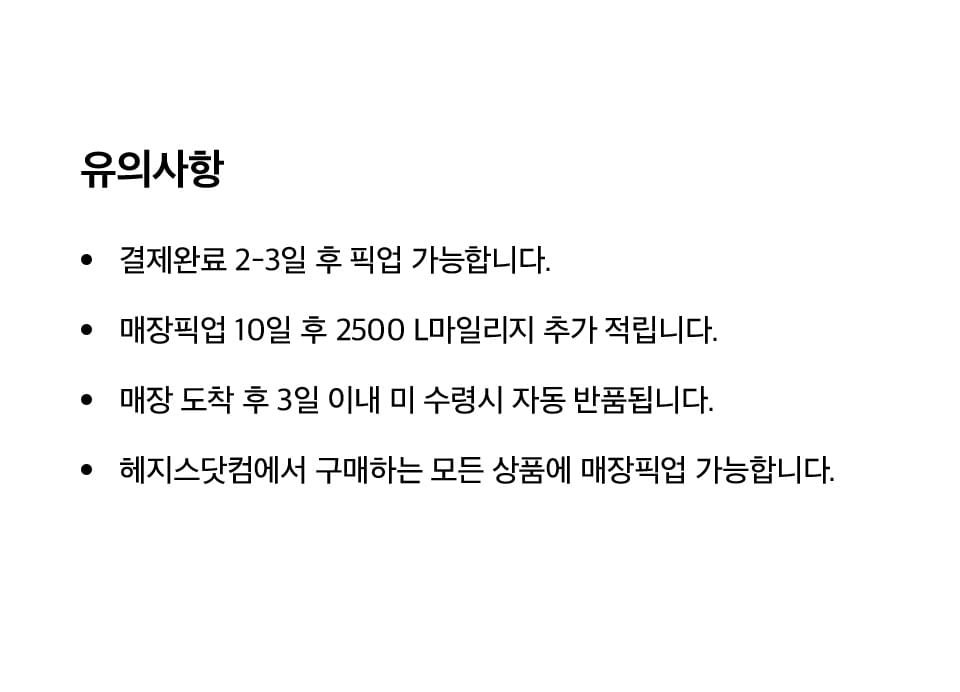 유의사항
• 결제완료 2-3일 후 픽업 가능합니다.
• 매장픽업 10일 후 2500 L마일리지 추가 적립니다.
• 매장 도착 후 3일 이내 미 수령시 자동 반품됩니다.
• 헤지스닷컴에서 구매하는 모든 상품에 매장픽업 가능합니다.